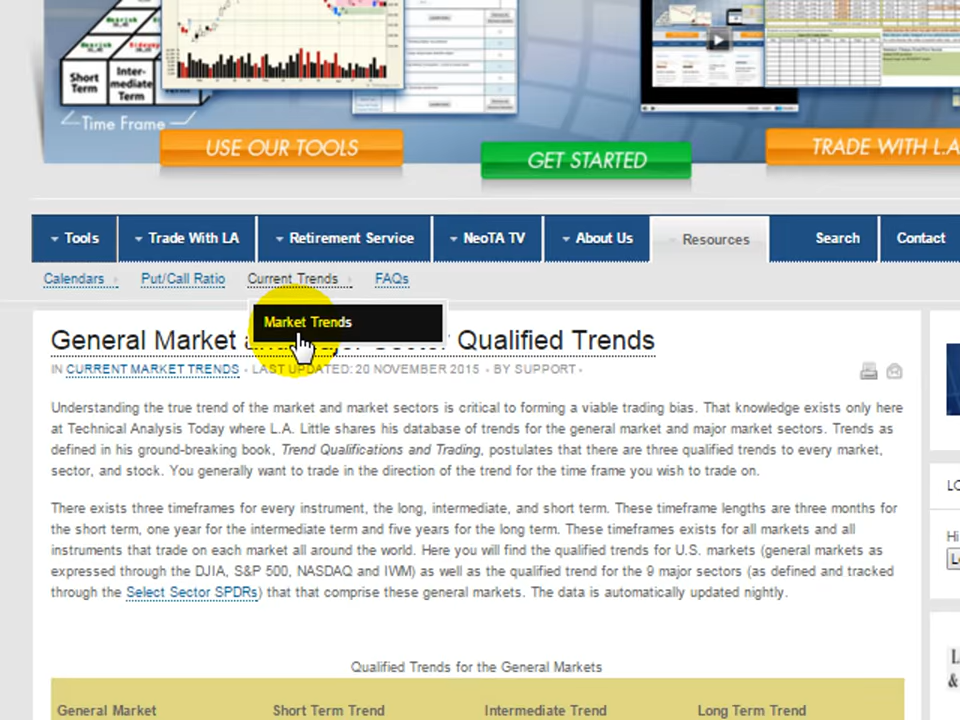 Bearish
Sideway
Bearish
Short Term
Inter-mediate Term
Time Frame
USE OUR TOOLS
GET STARTED
TRADE WITH L.A
Tools
Trade With LA
Retirement Service
NeoTA TV
About Us
Resources
Search
Contact
Calendars
Put/Call Ratio
Current Trends
FAQs
Market Trends
General Market a Major Sector Qualified Trends
IN CURRENT MARKET TRENDS • LAST UPDATED: 20 NOVEMBER 2015 • BY SUPPORT •
Understanding the true trend of the market and market sectors is critical to forming a viable trading bias. That knowledge exists only here
at Technical Analysis Today where L.A. Little shares his database of trends for the general market and major market sectors. Trends as
defined in his ground-breaking book, Trend Qualifications and Trading, postulates that there are three qualified trends to every market,
sector, and stock. You generally want to trade in the direction of the trend for the time frame you wish to trade on.
There exists three timeframes for every instrument, the long, intermediate, and short term. These timeframe lengths are three months for
the short term, one year for the intermediate term and five years for the long term. These timeframes exists for all markets and all
instruments that trade on each market all around the world. Here you will find the qualified trends for U.S. markets (general markets as
expressed through the DJIA, S&P 500, NASDAQ and IWM) as well as the qualified trend for the 9 major sectors (as defined and tracked
through the Select Sector SPDRs) that that comprise these general markets. The data is automatically updated nightly.
Qualified Trends for the General Markets
General Market
Short Term Trend
Intermediate Trend
Long Term Trend
LO
Hi
L
&